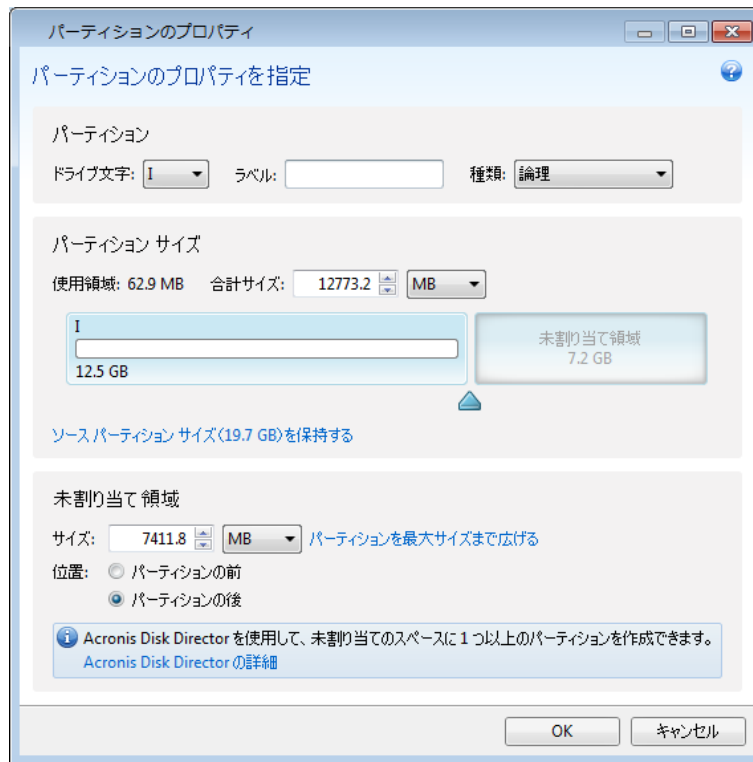 パーティションのプロパティ
パーティションのプロパティを指定
パーティション
ドライブ文字: I ラベル: 種類: 論理
パーティション サイズ
使用領域: 62.9 MB 合計サイズ: 12773.2 MB
I
12.5 GB
未割り当て領域
7.2 GB
ソース パーティション サイズ(19.7 GB)を保持する
未割り当て領域
サイズ: 7411.8 MB パーティションを最大サイズまで広げる
位置: パーティションの前
パーティションの後
Acronis Disk Director を使用して、未割り当てのスペースに 1 つ以上のパーティションを作成できます。
Acronis Disk Director の詳細
OK キャンセル